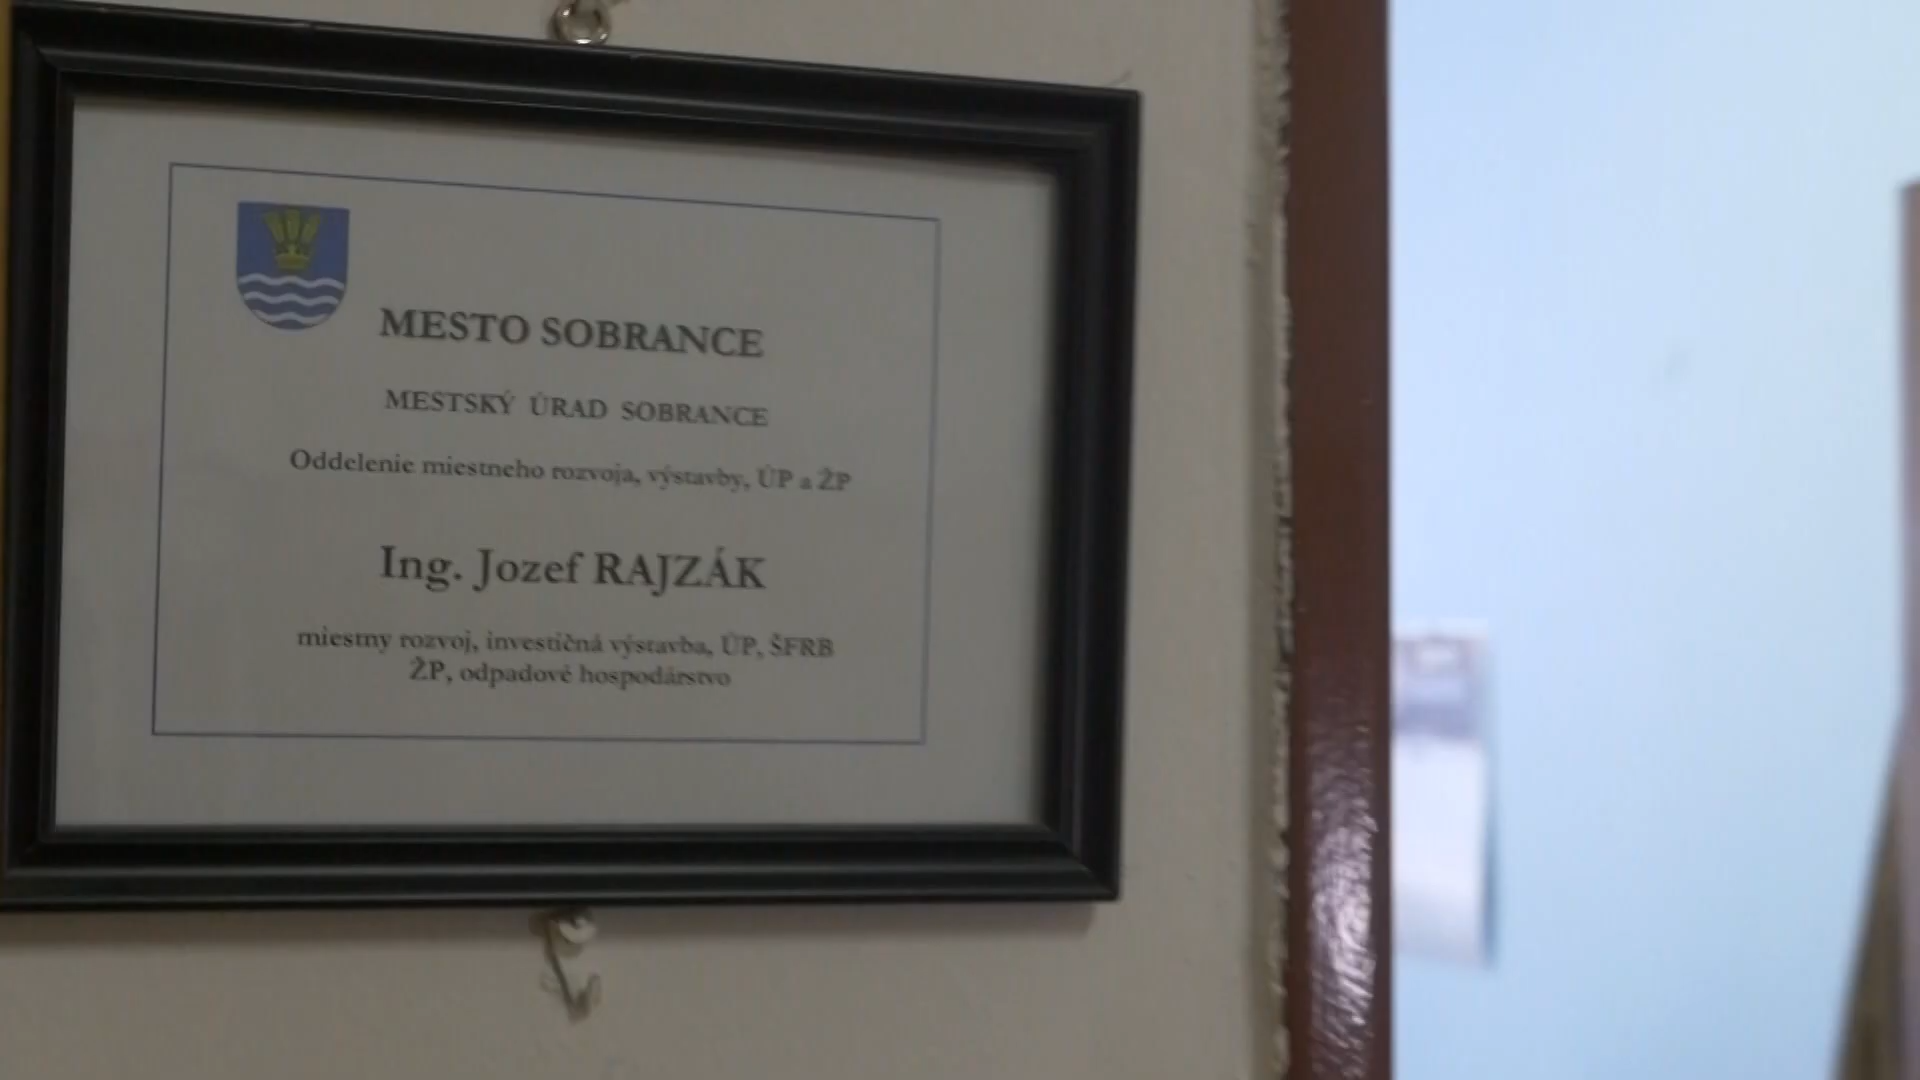 MESTO SOBRANCE
MESTSKÝ ÚRAD SOBRANCE
Oddelenie miestneho rozvoja, výstavby, ÚP a ŽP
Ing. Jozef RAJZÁK
miestny rozvoj, investičná výstavba, ÚP, ŠFRB
ŽP, odpadové hospodárstvo